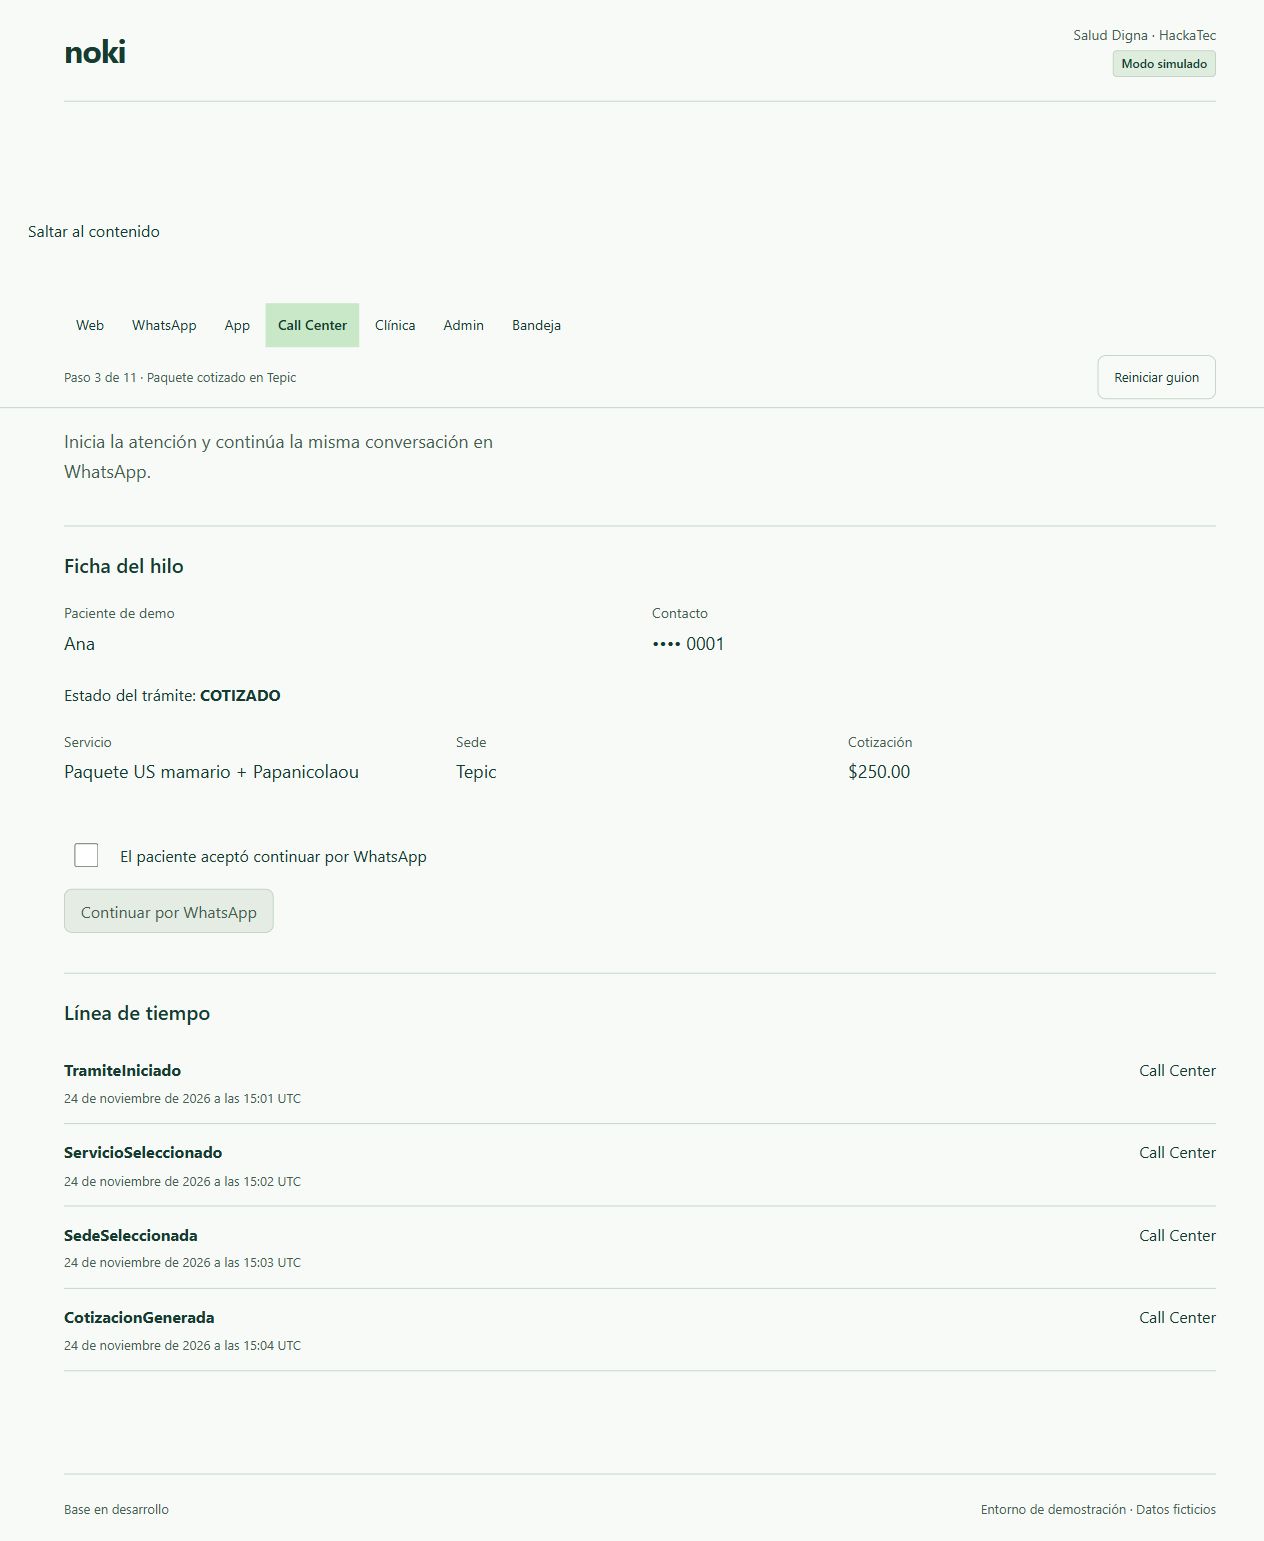 noki
Salud Digna · HackaTec
Modo simulado
Saltar al contenido
Web WhatsApp App Call Center Clínica Admin Bandeja
Paso 3 de 11 · Paquete cotizado en Tepic
Reiniciar guion
Inicia la atención y continúa la misma conversación en
WhatsApp.
Ficha del hilo
Paciente de demo Contacto
Ana •••• 0001
Estado del trámite: COTIZADO
Servicio Sede Cotización
Paquete US mamario + Papanicolaou Tepic $250.00
El paciente aceptó continuar por WhatsApp
Continuar por WhatsApp
Línea de tiempo
TramiteIniciado Call Center
24 de noviembre de 2026 a las 15:01 UTC
ServicioSeleccionado Call Center
24 de noviembre de 2026 a las 15:02 UTC
SedeSeleccionada Call Center
24 de noviembre de 2026 a las 15:03 UTC
CotizacionGenerada Call Center
24 de noviembre de 2026 a las 15:04 UTC
Base en desarrollo Entorno de demostración · Datos ficticios